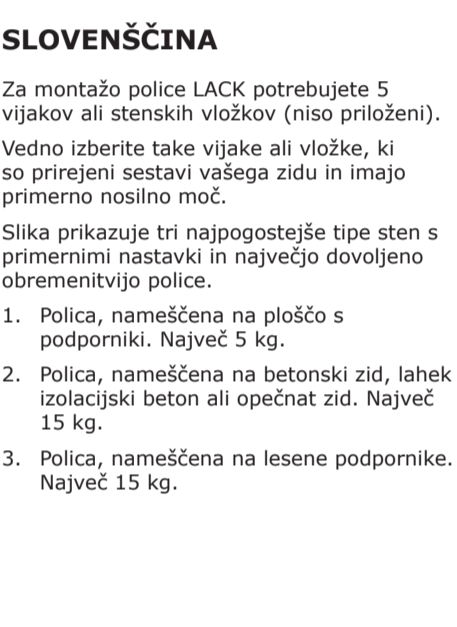 SLOVENŠČINA
Za montažo police LACK potrebujete 5
vijakov ali stenskih vložkov (niso priloženi).
Vedno izberite take vijake ali vložke, ki
so prirejeni sestavi vašega zidu in imajo
primerno nosilno moč.
Slika prikazuje tri najpogostejše tipe sten s
primernimi nastavki in največjo dovoljeno
obremenitvijo police.
1. Polica, nameščena na ploščo s
podporniki. Največ 5 kg.
2. Polica, nameščena na betonski zid, lahek
izolacijski beton ali opečnat zid. Največ
15 kg.
3. Polica, nameščena na lesene podpornike.
Največ 15 kg.